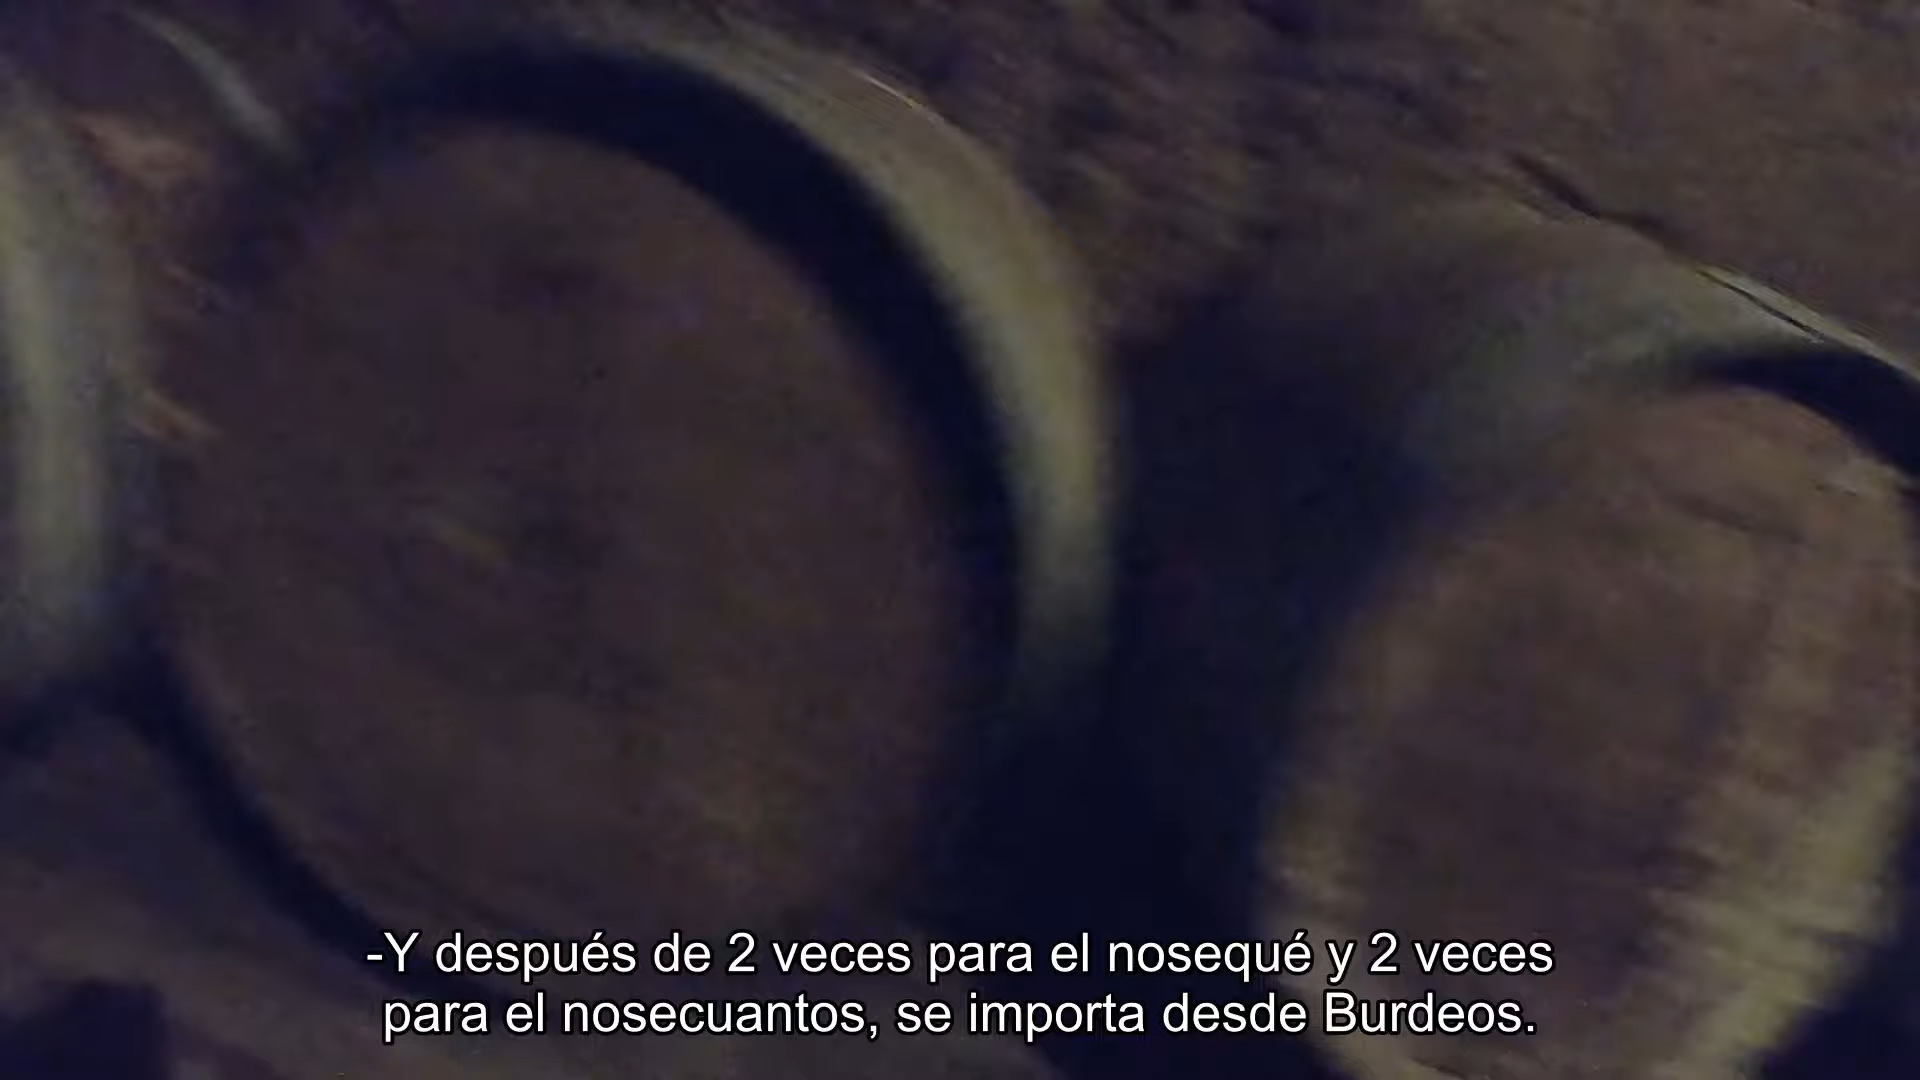 -Y después de 2 veces para el nosequé y 2 veces
para el nosecuantos, se importa desde Burdeos.